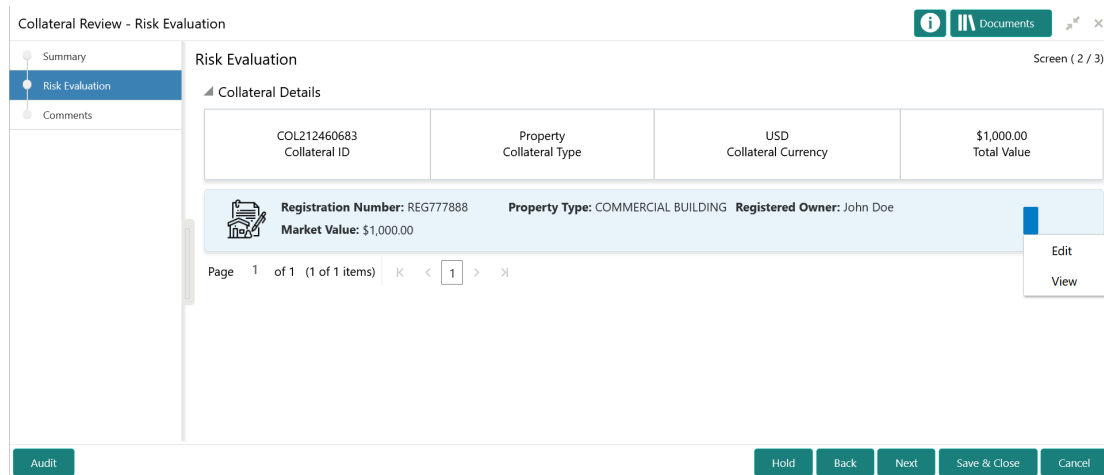 Collateral Review - Risk Evaluation
Documents
Summary
Risk Evaluation
Comments
Risk Evaluation
Screen ( 2 / 3)
Collateral Details
COL212460683
Collateral ID
Property
Collateral Type
USD
Collateral Currency
$1,000.00
Total Value
Registration Number: REG777888 Property Type: COMMERCIAL BUILDING Registered Owner: John Doe
Market Value: $1,000.00
Edit
View
Page 1 of 1 (1 of 1 items) 1
Audit
Hold
Back
Next
Save & Close
Cancel